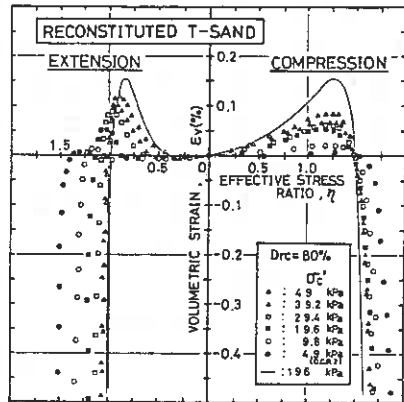 RECONSTITUTED T-SAND
EXTENSION
COMPRESSION
0.2
0.1
Ev(%)
1.5
0.5
0
0.5
1.0
EFFECTIVE STRESS
RATIO , η
VOLUMETRIC STRAIN
-0.1
-0.2
-0.3
-0.4
Drc= 80%
σc'
: 49 kPa
: 39.2 kPa
: 29.4 kPa
: 19.6 kPa
: 9.8 kPa
: 4.9 kPa
: 196 kPa